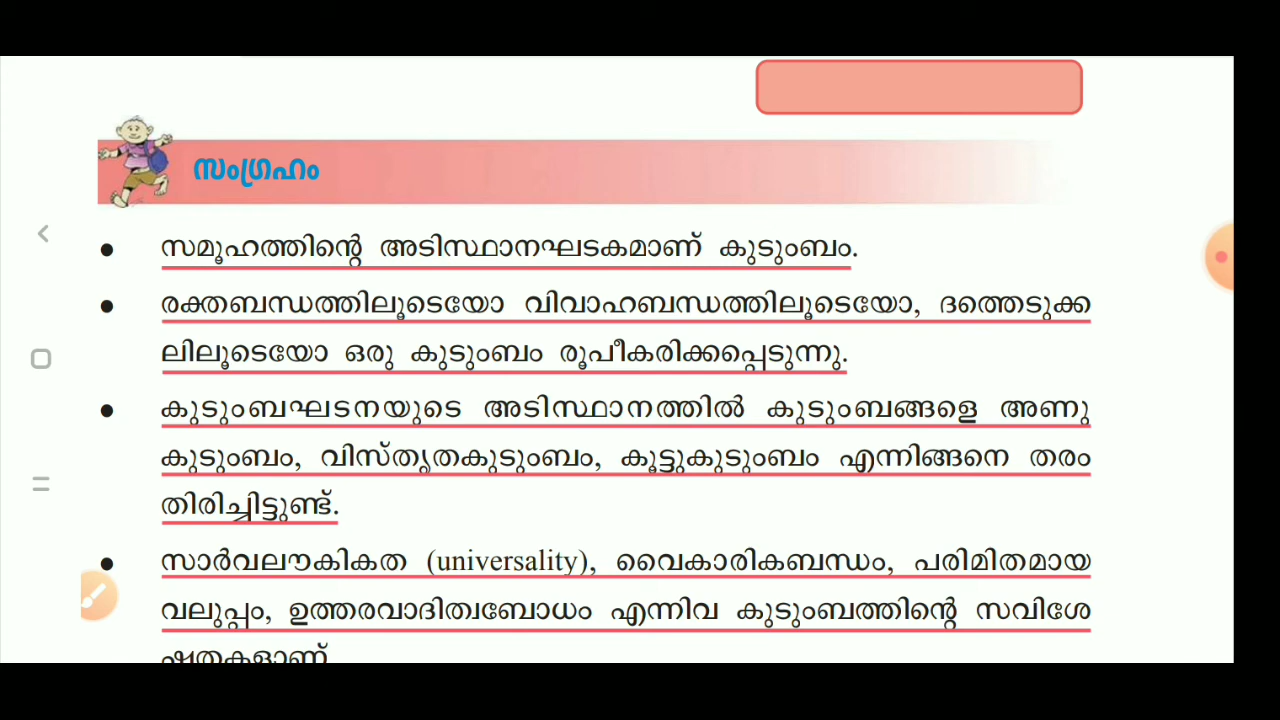 സംഗ്രഹം
● സമൂഹത്തിന്റെ അടിസ്ഥാനഘടകമാണ് കുടുംബം.
● രക്തബന്ധത്തിലൂടെയോ വിവാഹബന്ധത്തിലൂടെയോ, ദത്തെടുക്ക
ലിലൂടെയോ ഒരു കുടുംബം രൂപീകരിക്കപ്പെടുന്നു.
● കുടുംബഘടനയുടെ അടിസ്ഥാനത്തിൽ കുടുംബങ്ങളെ അണു
കുടുംബം, വിസ്തൃതകുടുംബം, കൂട്ടുകുടുംബം എന്നിങ്ങനെ തരം
തിരിച്ചിട്ടുണ്ട്.
● സാർവലൗകികത (universality), വൈകാരികബന്ധം, പരിമിതമായ
വലുപ്പം, ഉത്തരവാദിത്വബോധം എന്നിവ കുടുംബത്തിന്റെ സവിശേ
ഷതകളാണ്